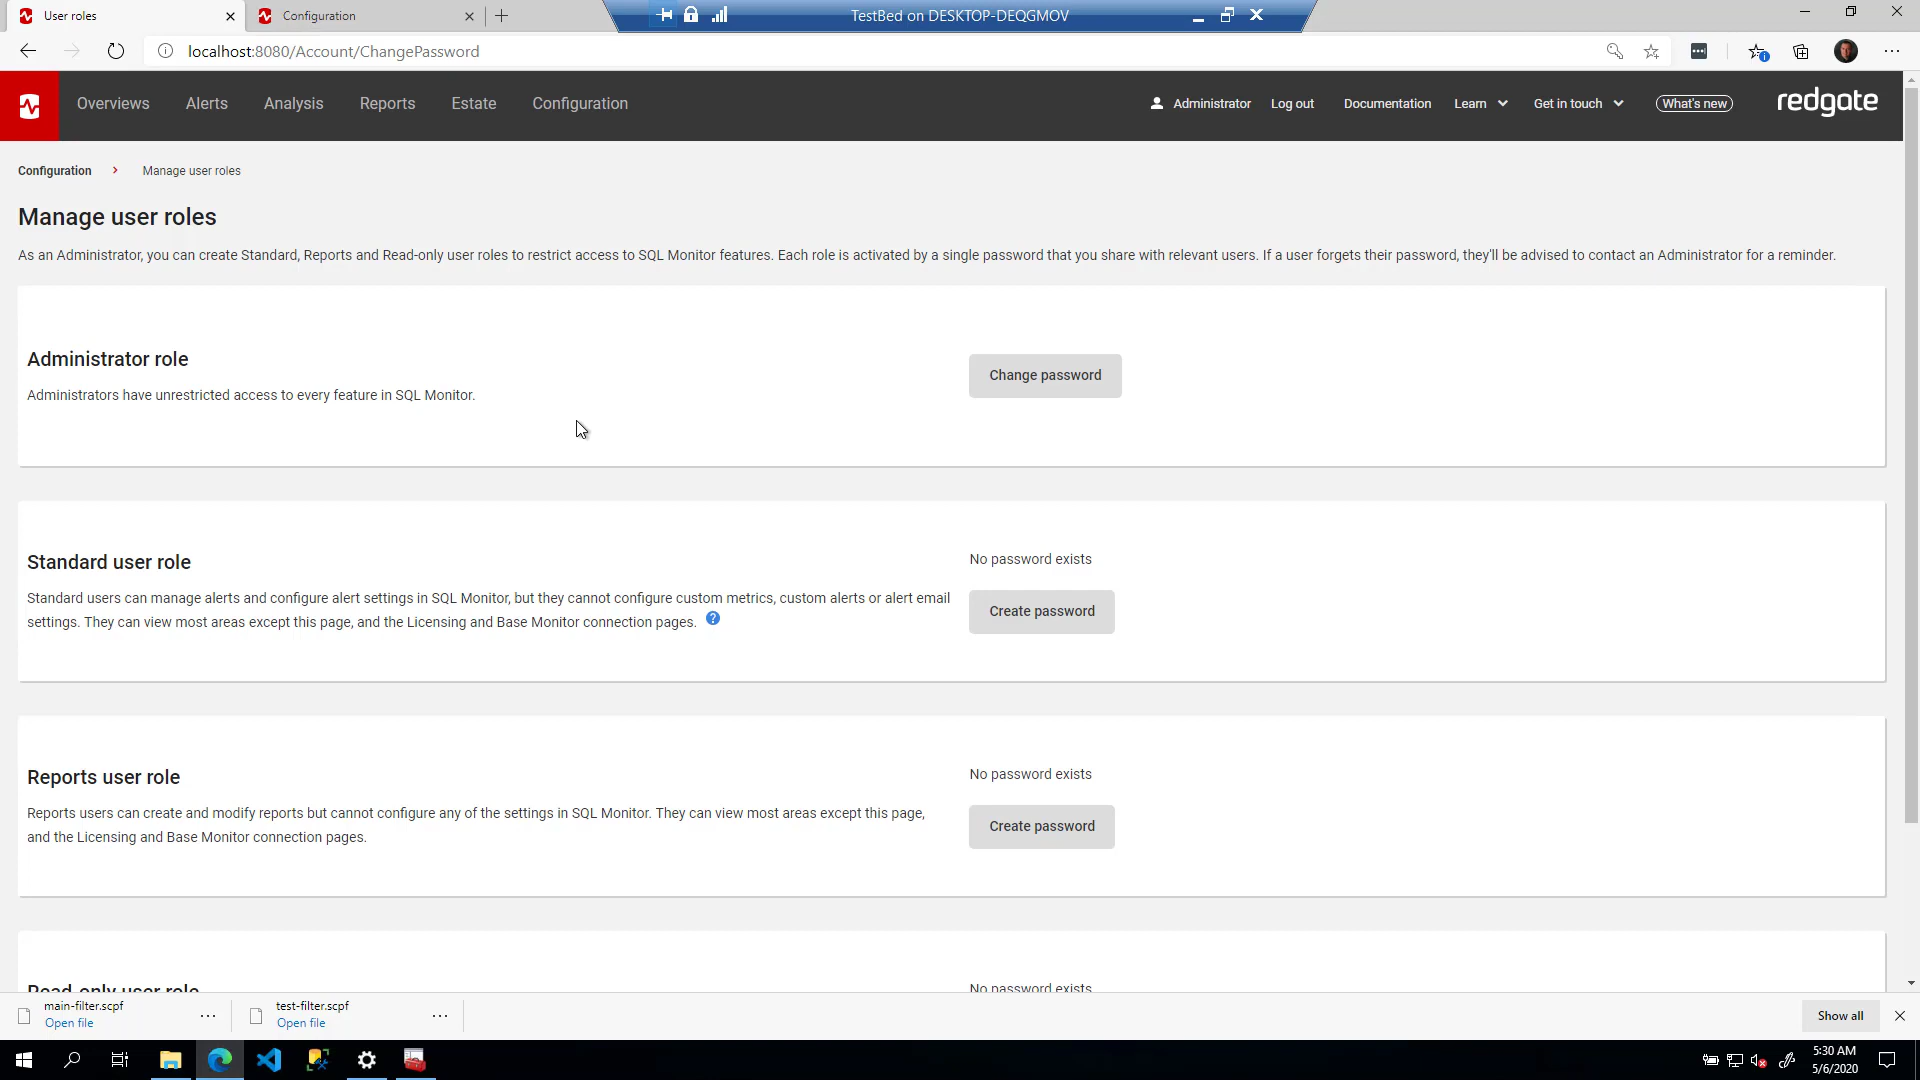 User roles
Configuration
TestBed on DESKTOP-DEQGMOV
localhost:8080/Account/ChangePassword
Overviews
Alerts
Analysis
Reports
Estate
Configuration
Administrator
Log out
Documentation
Learn
Get in touch
What's new
redgate
Configuration
Manage user roles
Manage user roles
As an Administrator, you can create Standard, Reports and Read-only user roles to restrict access to SQL Monitor features. Each role is activated by a single password that you share with relevant users. If a user forgets their password, they'll be advised to contact an Administrator for a reminder.
Administrator role
Administrators have unrestricted access to every feature in SQL Monitor.
Change password
Standard user role
Standard users can manage alerts and configure alert settings in SQL Monitor, but they cannot configure custom metrics, custom alerts or alert email
settings. They can view most areas except this page, and the Licensing and Base Monitor connection pages.
No password exists
Create password
Reports user role
Reports users can create and modify reports but cannot configure any of the settings in SQL Monitor. They can view most areas except this page,
and the Licensing and Base Monitor connection pages.
No password exists
Create password
Read-only user role
No password exists
main-filter.scpf
Open file
test-filter.scpf
Open file
Show all
5:30 AM
5/6/2020